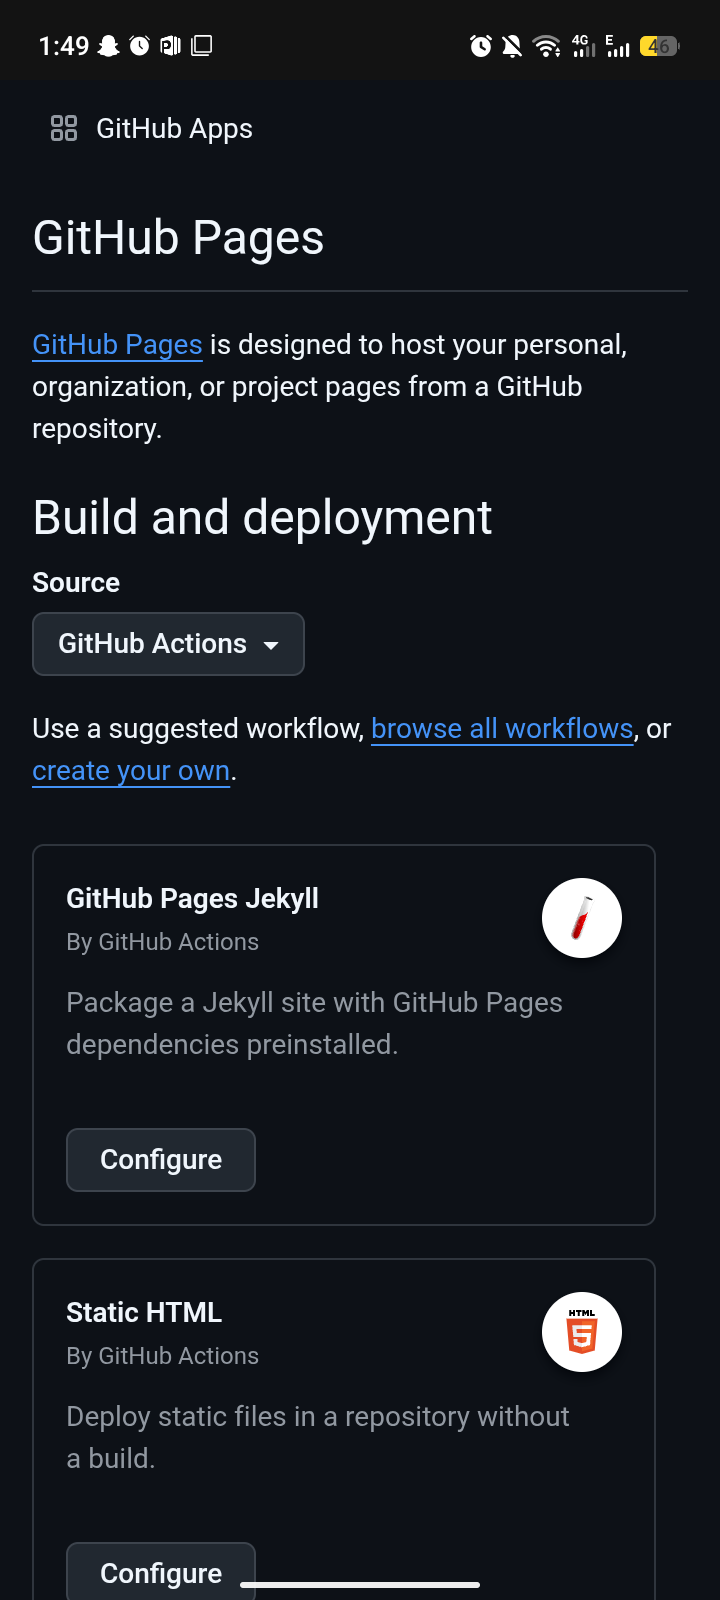 1:49
4G
E
46
GitHub Apps
GitHub Pages
GitHub Pages is designed to host your personal,
organization, or project pages from a GitHub
repository.
Build and deployment
Source
GitHub Actions
Use a suggested workflow, browse all workflows, or
create your own.
GitHub Pages Jekyll
By GitHub Actions
Package a Jekyll site with GitHub Pages
dependencies preinstalled.
Configure
Static HTML
HTML
5
By GitHub Actions
Deploy static files in a repository without
a build.
Configure